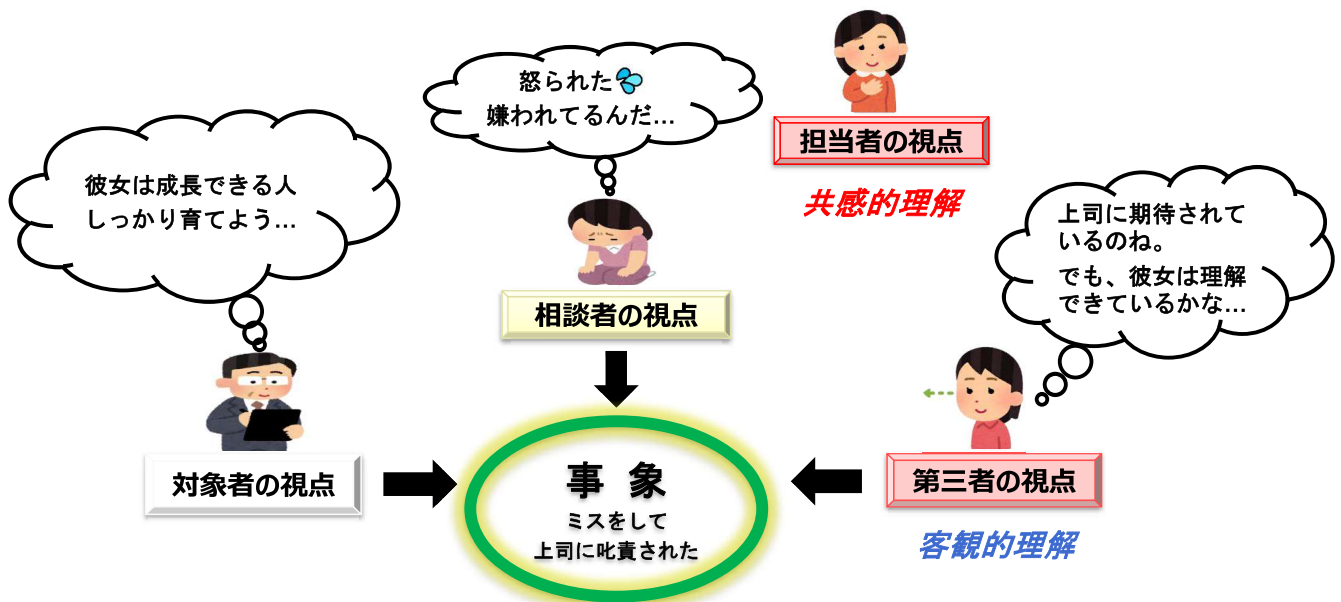 怒られた💦
嫌われてるんだ…
担当者の視点
共感的理解
彼女は成長できる人
しっかり育てよう…
上司に期待されて
いるのね。
でも、彼女は理解
できているかな…
相談者の視点
対象者の視点
事 象
ミスをして
上司に叱責された
第三者の視点
客観的理解